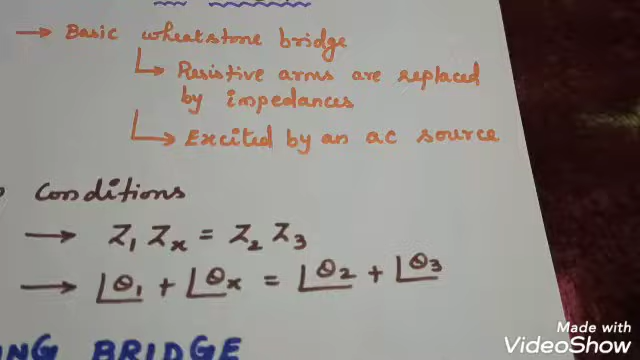 → Basic wheatstone bridge
↳ Resistive arms are replaced
by impedances
↳ Excited by an ac source
Conditions
→ Z₁ Zₓ = Z₂ Z₃
→ ∠θ₁ + ∠θₓ = ∠θ₂ + ∠θ₃
BRIDGE
Made with
VideoShow